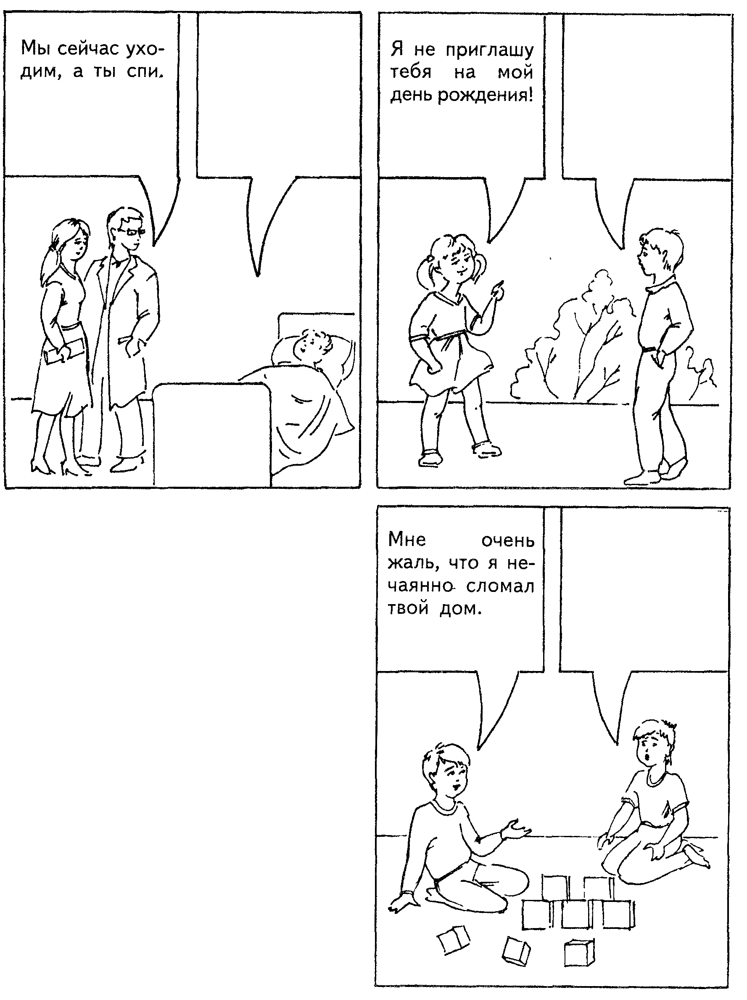 Мы сейчас ухо-
дим, а ты спи.
Я не приглашу
тебя на мой
день рождения!
Мне очень
жаль, что я не-
чаянно сломал
твой дом.